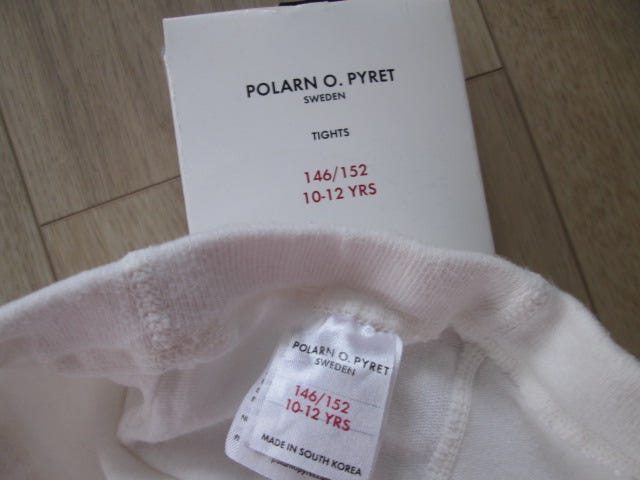 POLARN O. PYRET
SWEDEN
TIGHTS
146/152
10-12 YRS
POLARN O. PYRET
SWEDEN
146/152
10-12 YRS
MADE IN SOUTH KOREA